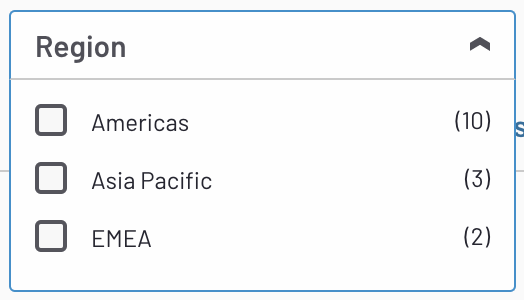 Region
Americas (10)
Asia Pacific (3)
EMEA (2)